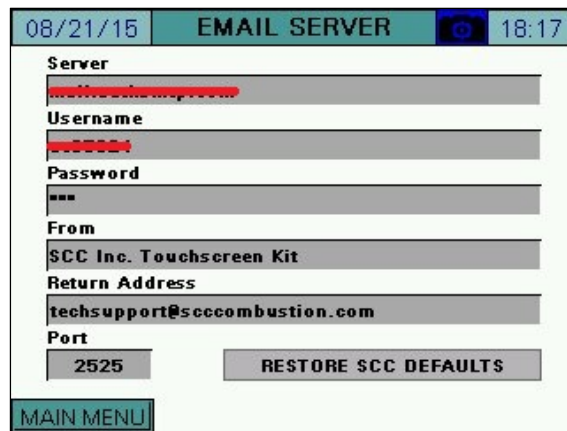 08/21/15 EMAIL SERVER 18:17
Server
Username
Password
***
From
SCC Inc. Touchscreen Kit
Return Address
techsupport@scccombustion.com
Port
2525 RESTORE SCC DEFAULTS
MAIN MENU